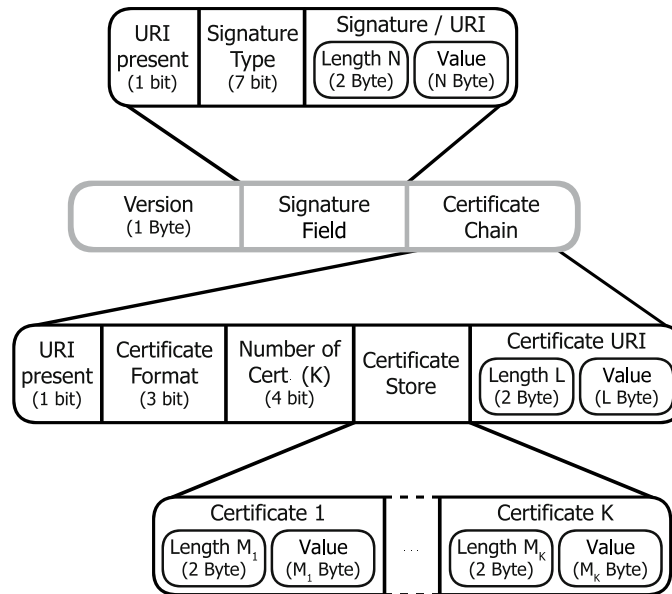 URI present (1 bit)
Signature Type (7 bit)
Signature / URI
Length N (2 Byte)
Value (N Byte)
Version (1 Byte)
Signature Field
Certificate Chain
URI present (1 bit)
Certificate Format (3 bit)
Number of Cert. (K) (4 bit)
Certificate Store
Certificate URI
Length L (2 Byte)
Value (L Byte)
Certificate 1
Length M₁ (2 Byte)
Value (M₁ Byte)
...
Certificate K
Length Mₖ (2 Byte)
Value (Mₖ Byte)